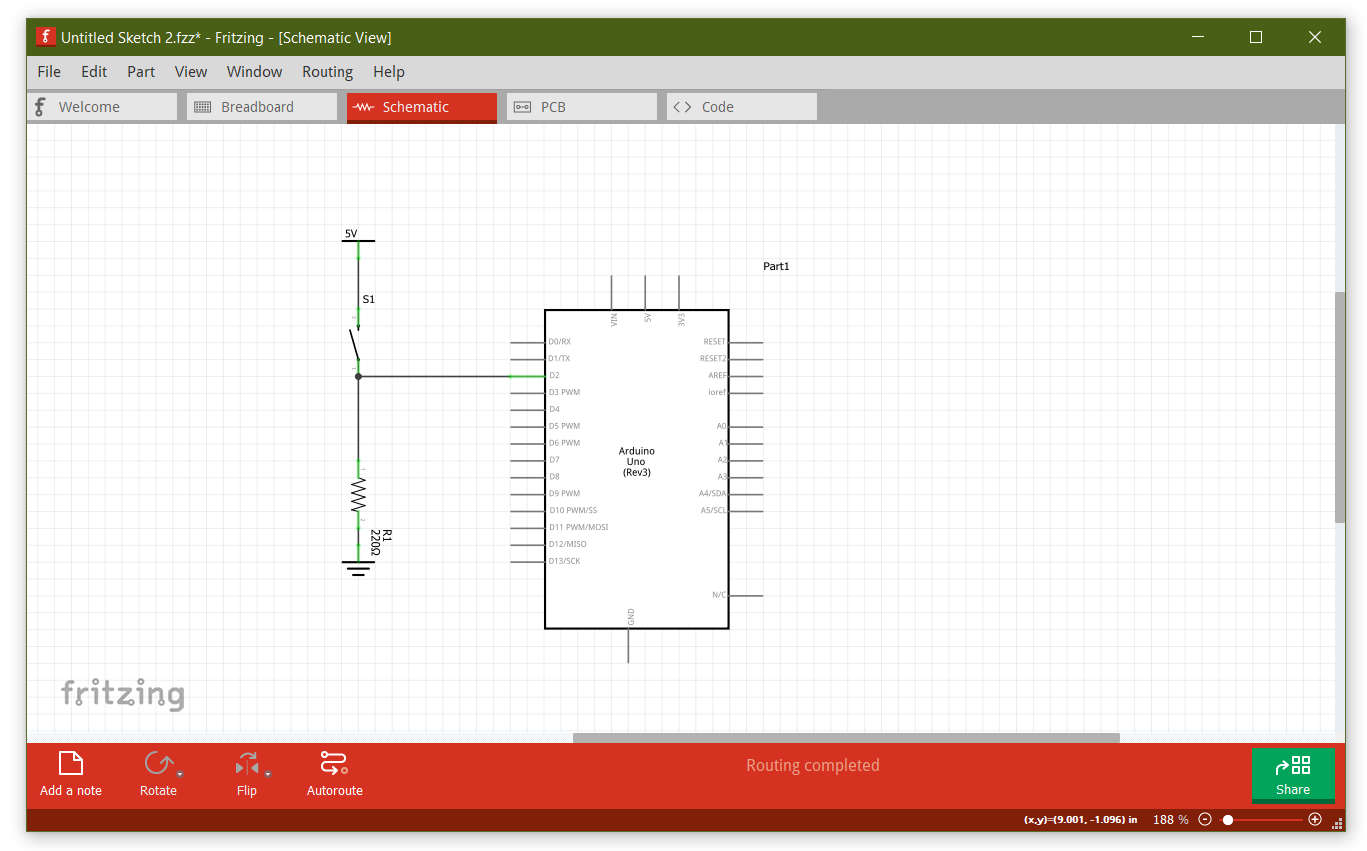 Untitled Sketch 2.fzz* - Fritzing - [Schematic View]
File Edit Part View Window Routing Help
Welcome Breadboard Schematic PCB Code
5V
Part1
S1
VIN 5V 3V3
D0/RX RESET
D1/TX RESET2
D2 AREF
D3 PWM ioref
D4
D5 PWM A0
D6 PWM A1
Arduino
Uno
(Rev3)
D7 A2
D8 A3
D9 PWM A4/SDA
D10 PWM/SS A5/SCL
D11 PWM/MOSI
D12/MISO
D13/SCK
R1
220Ω
N/C
GND
fritzing
Routing completed
Add a note Rotate Flip Autoroute Share
(x,y)=(9.001, -1.096) in 188 %